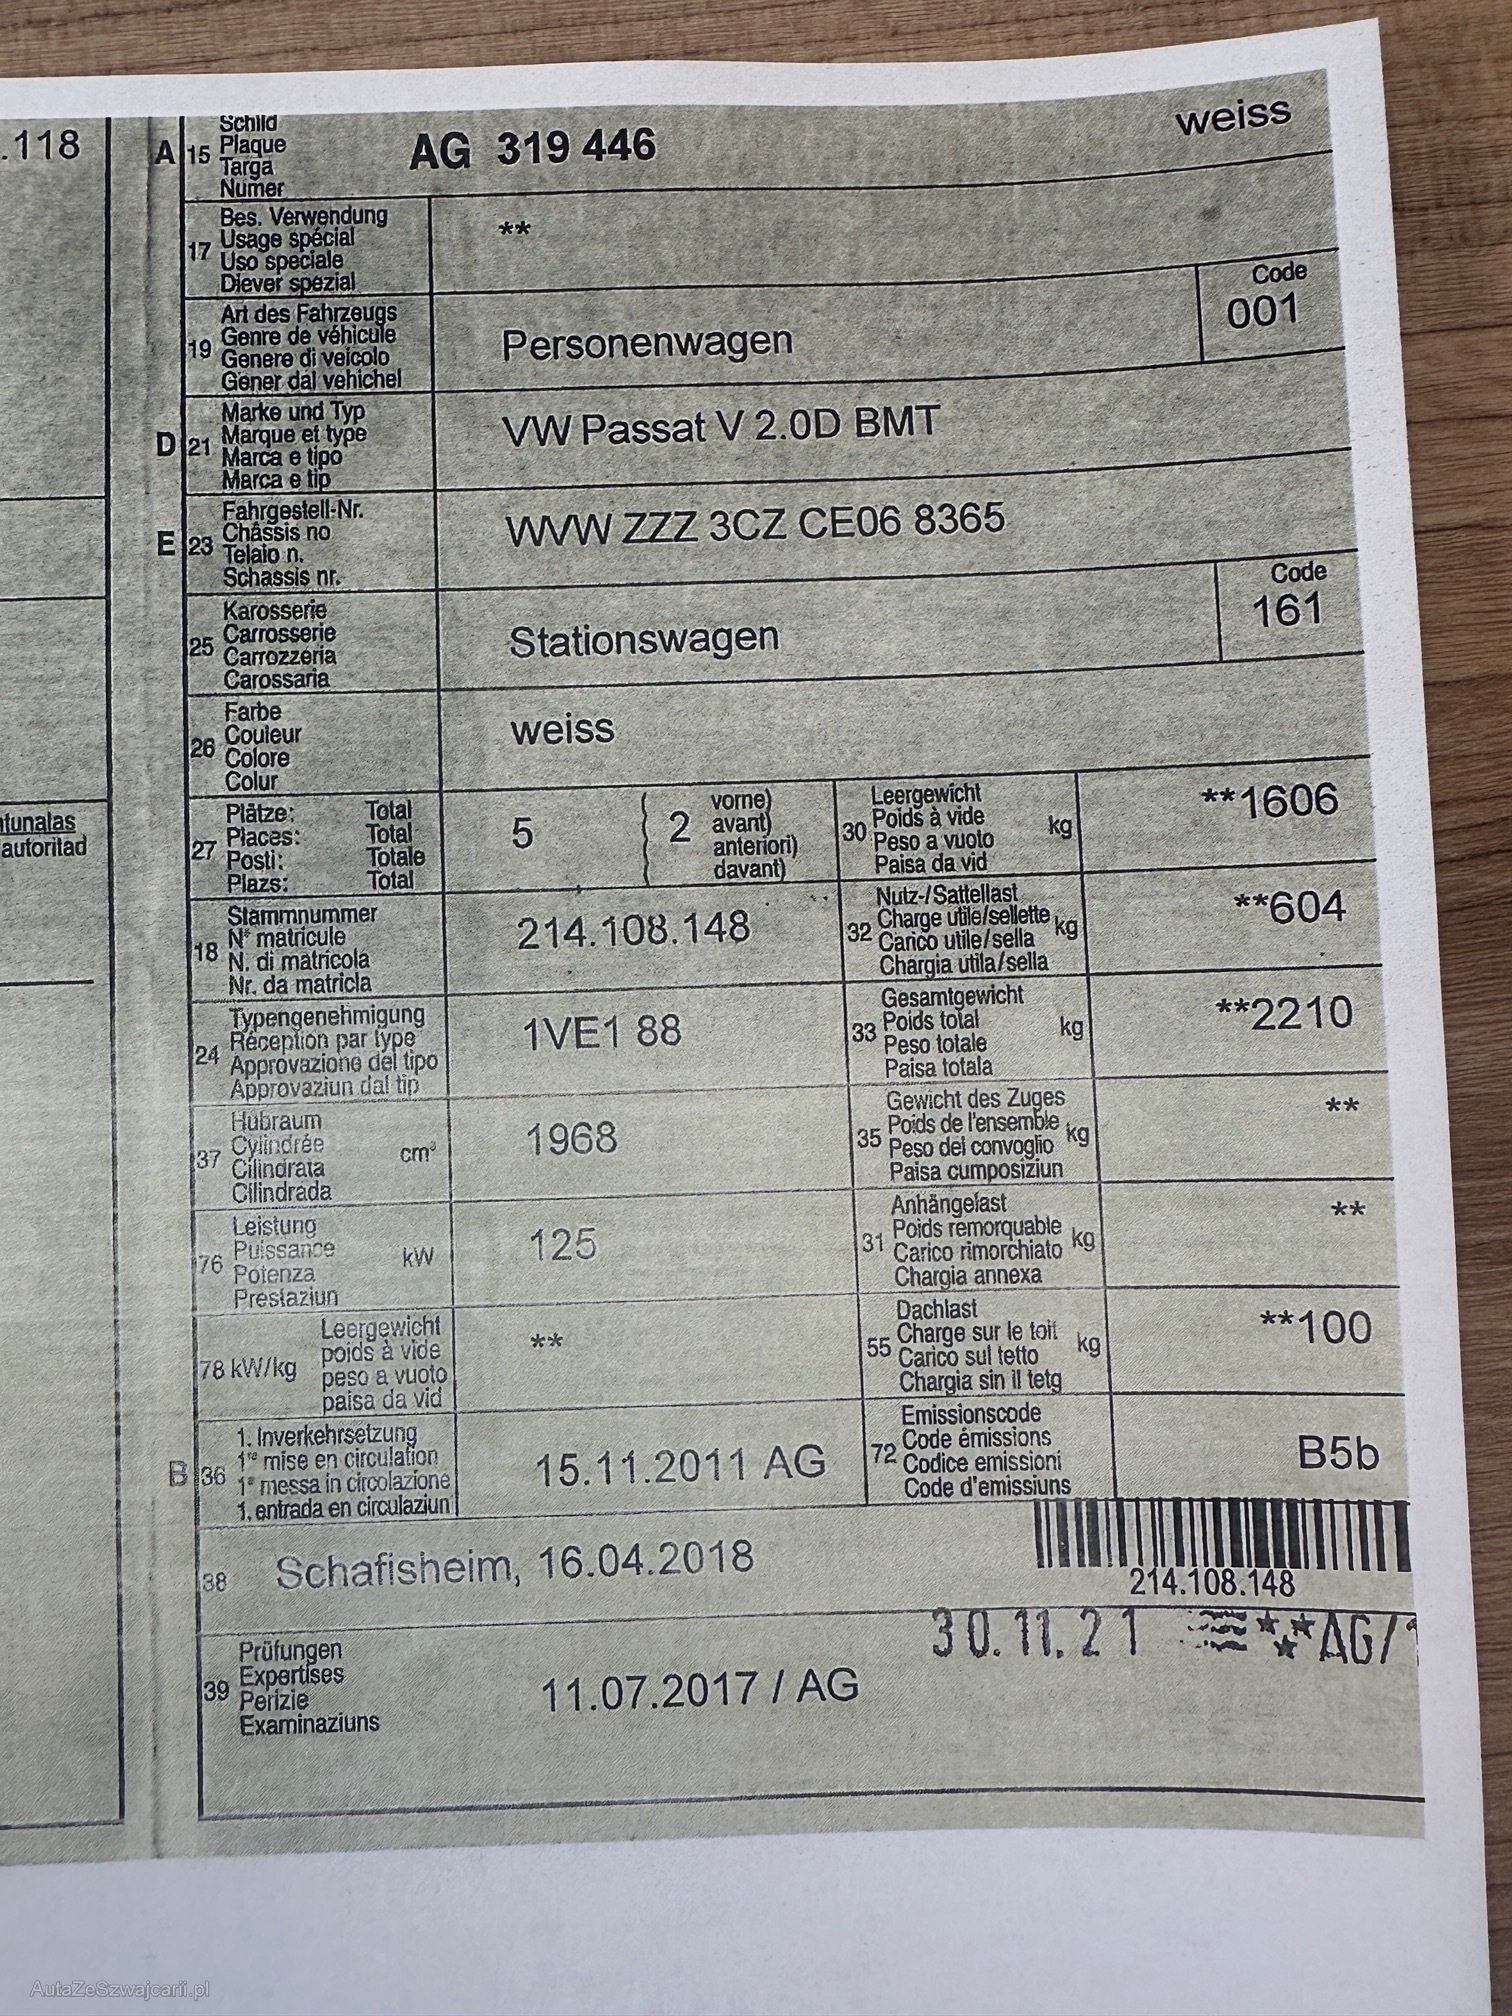 .118
tunalas
autoritad
A 15 Schild
Plaque
Targa
Numer
AG 319 446
weiss
17 Bes. Verwendung
Usage spécial
Uso speciale
Diever spezial
**
19 Art des Fahrzeugs
Genre de véhicule
Genere di veicolo
Gener dal vehichel
Personenwagen
Code
001
D 21 Marke und Typ
Marque et type
Marca e tipo
Marca e tip
VW Passat V 2.0D BMT
E 23 Fahrgestell-Nr.
Châssis no
Telaio n.
Schassis nr.
WVW ZZZ 3CZ CE06 8365
25 Karosserie
Carrosserie
Carrozzeria
Carossaria
Stationswagen
Code
161
26 Farbe
Couleur
Colore
Colur
weiss
27 Plätze: Total
Places: Total
Posti: Totale
Plazs: Total
5 2
vorne)
avant)
anteriori)
davant)
30 Leergewicht
Poids à vide
Peso a vuoto
Paisa da vid
kg
**1606
18 Stammnummer
N° matricule
N. di matricola
Nr. da matricla
214.108.148
32 Nutz-/Sattellast
Charge utile/sellette
Carico utile/sella
Chargia utila/sella
kg
**604
24 Typengenehmigung
Réception par type
Approvazione del tipo
Approvaziun dal tip
1VE1 88
33 Gesamtgewicht
Poids total
Peso totale
Paisa totala
kg
**2210
37 Hubraum
Cylindrée
Cilindrata
Cilindrada
cm³
1968
35 Gewicht des Zuges
Poids de l'ensemble
Peso del convoglio
Paisa cumposiziun
kg
**
76 Leistung
Puissance
Potenza
Prestaziun
kW
125
31 Anhängelast
Poids remorquable
Carico rimorchiato
Chargia annexa
kg
**
78 kW/kg
Leergewicht
poids à vide
peso a vuoto
paisa da vid
**
55 Dachlast
Charge sur le toit
Carico sul tetto
Chargia sin il tetg
kg
**100
B 36 1. Inverkehrsetzung
1re mise en circulation
1a messa in circolazione
1. entrada en circulaziun
15.11.2011 AG
72 Emissionscode
Code émissions
Codice emissioni
Code d'emissiuns
B5b
38 Schafisheim, 16.04.2018
214.108.148
30.11.21 ***AG/
39 Prüfungen
Expertises
Perizie
Examinaziuns
11.07.2017 / AG
AutaZeSzwajcarii.pl